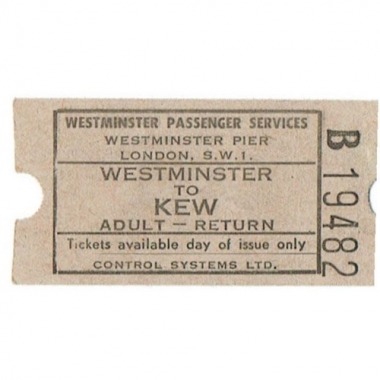 WESTMINSTER PASSENGER SERVICES
WESTMINSTER PIER
LONDON, S.W.1.
WESTMINSTER
TO
KEW
ADULT — RETURN
Tickets available day of issue only
CONTROL SYSTEMS LTD.
B 19482